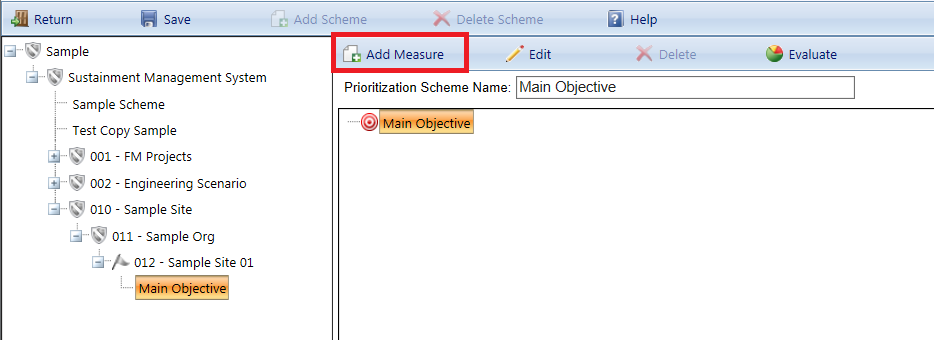 Return Save Add Scheme Delete Scheme Help
Sample
Sustainment Management System
Sample Scheme
Test Copy Sample
001 - FM Projects
002 - Engineering Scenario
010 - Sample Site
011 - Sample Org
012 - Sample Site 01
Main Objective
Add Measure Edit Delete Evaluate
Prioritization Scheme Name: Main Objective
Main Objective